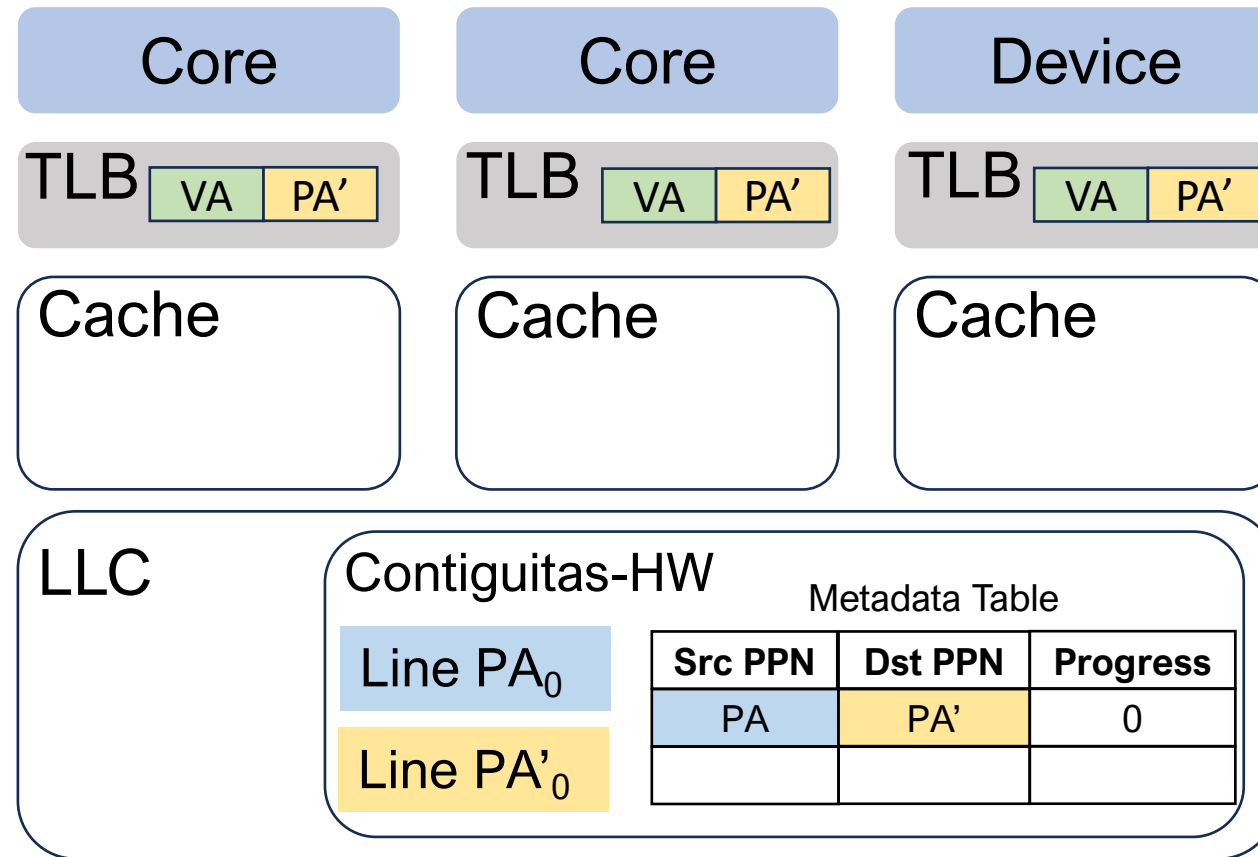 Core Core Device
TLB VA PA′ TLB VA PA′ TLB VA PA′
Cache Cache Cache
LLC Contiguitas-HW
Metadata Table
Line PA₀
Src PPN Dst PPN Progress
PA PA' 0
Line PA’₀